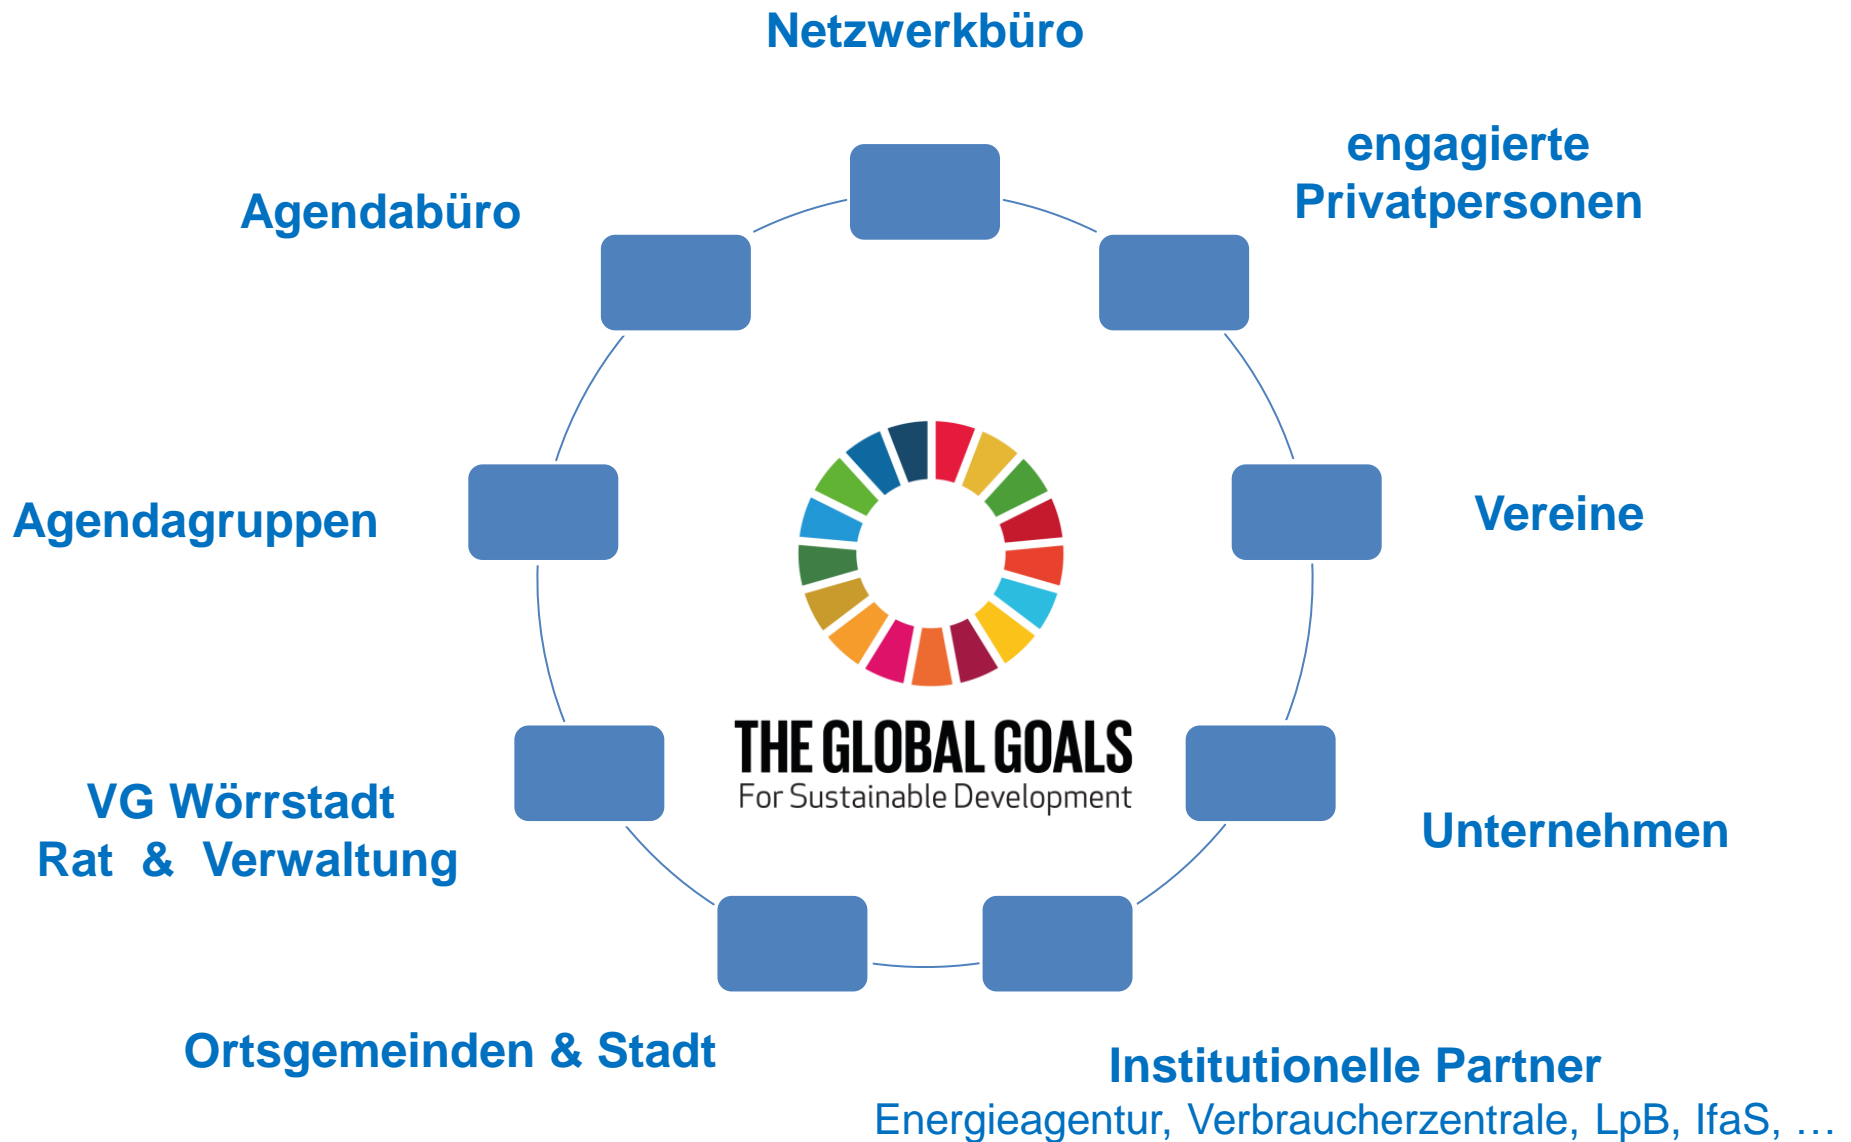 Netzwerkbüro
engagierte
Privatpersonen
Agendabüro
Agendagruppen
Vereine
THE GLOBAL GOALS
For Sustainable Development
VG Wörrstadt
Rat & Verwaltung
Unternehmen
Ortsgemeinden & Stadt
Institutionelle Partner
Energieagentur, Verbraucherzentrale, LpB, IfaS, …